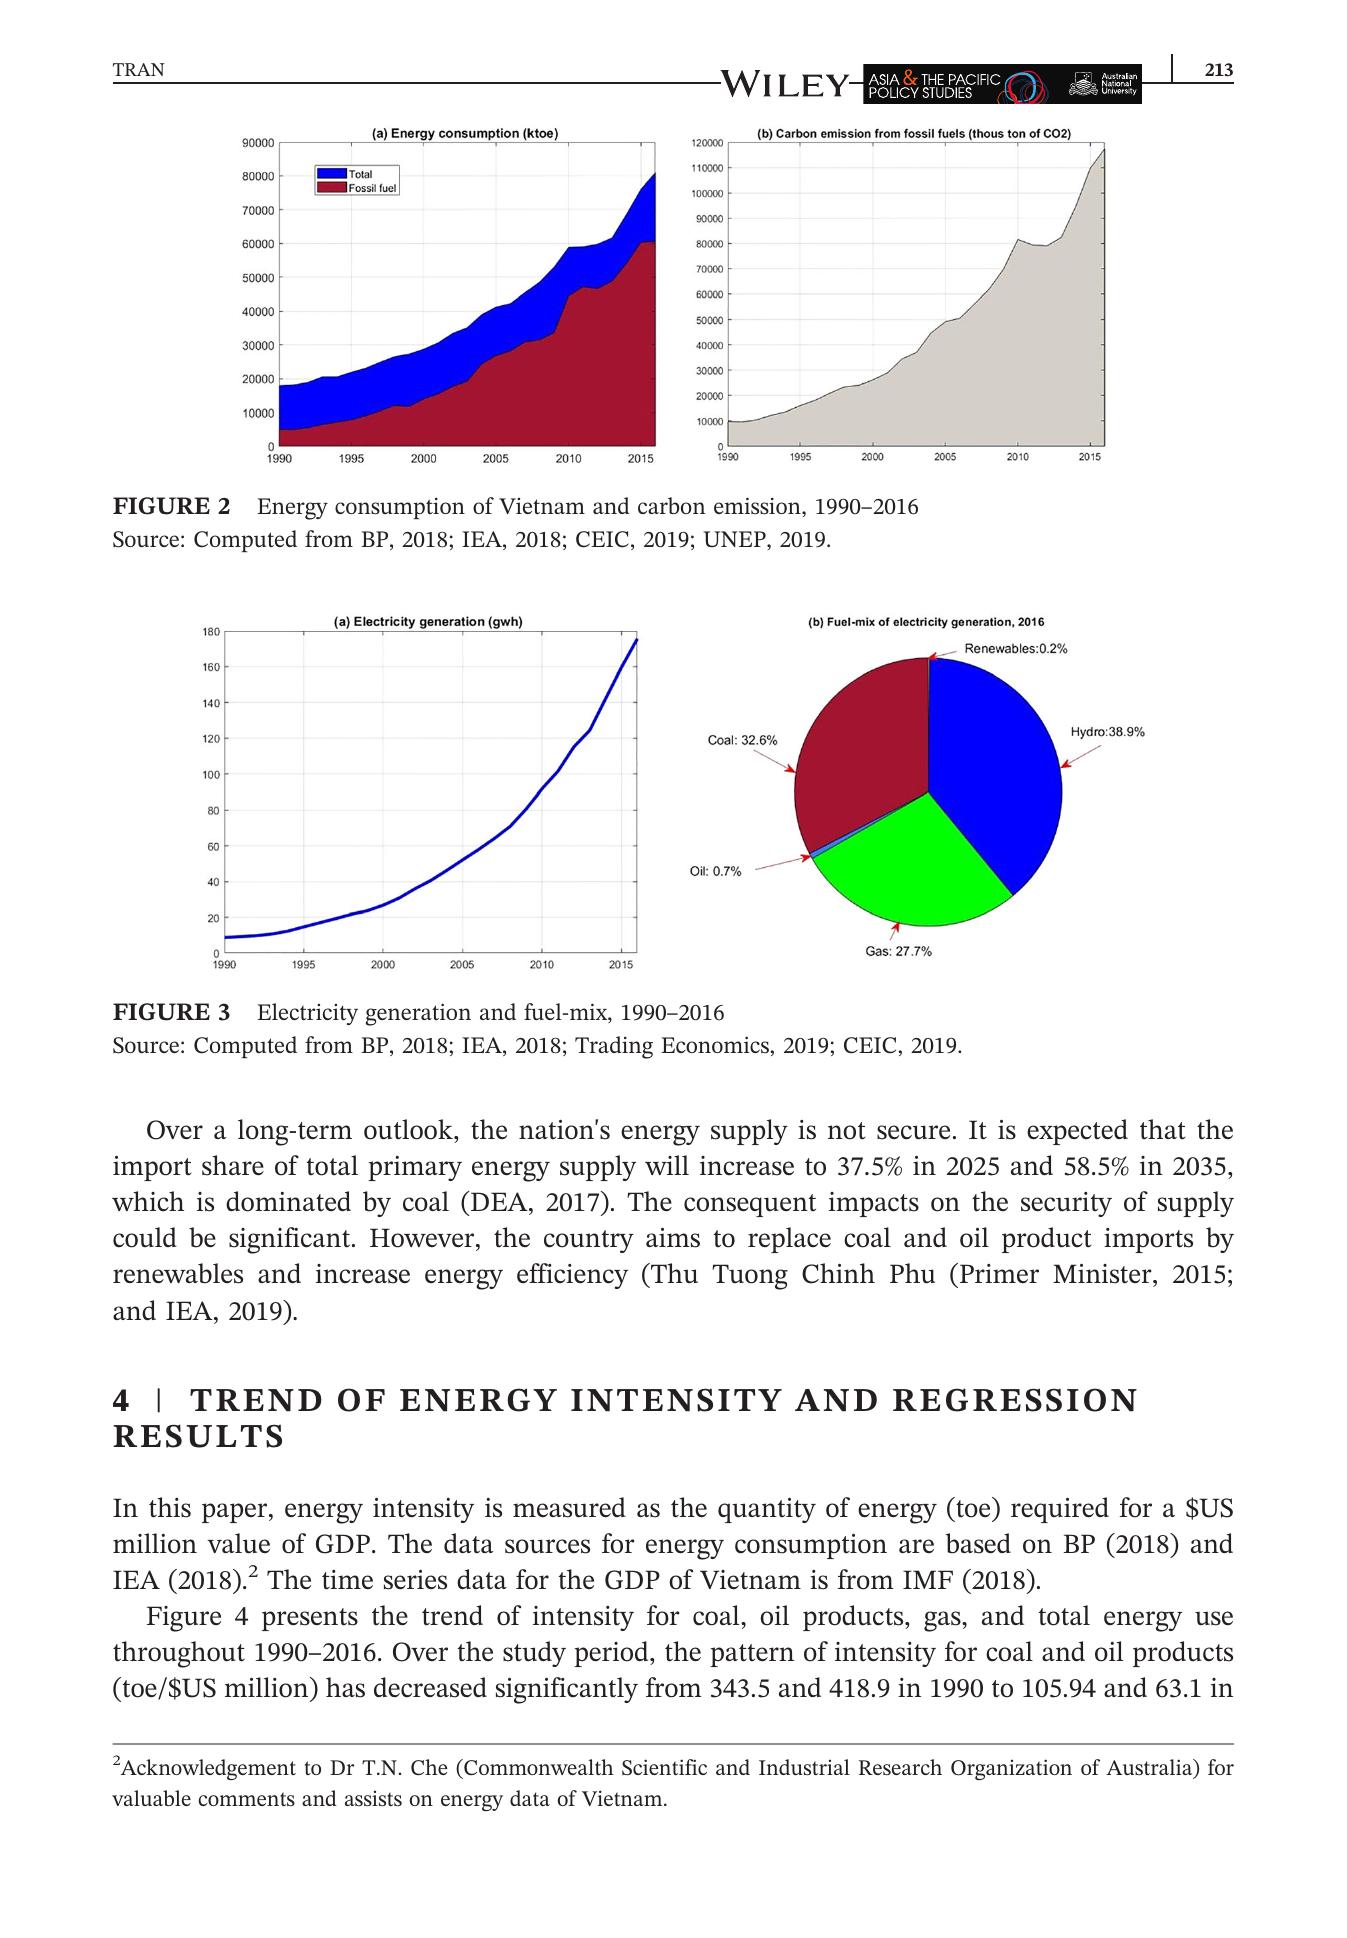 TRAN
WILEY
ASIA & THE PACIFIC
POLICY STUDIES
Australian
National
University
213
(a) Energy consumption (ktoe)
90000
80000
70000
60000
50000
40000
30000
20000
10000
0
Total
Fossil fuel
1990 1995 2000 2005 2010 2015
(b) Carbon emission from fossil fuels (thous ton of CO2)
120000
110000
100000
90000
80000
70000
60000
50000
40000
30000
20000
10000
0
1990 1995 2000 2005 2010 2015
FIGURE 2 Energy consumption of Vietnam and carbon emission, 1990–2016
Source: Computed from BP, 2018; IEA, 2018; CEIC, 2019; UNEP, 2019.
(a) Electricity generation (gwh)
180
160
140
120
100
80
60
40
20
0
1990 1995 2000 2005 2010 2015
(b) Fuel-mix of electricity generation, 2016
Renewables:0.2%
Hydro:38.9%
Coal: 32.6%
Oil: 0.7%
Gas: 27.7%
FIGURE 3 Electricity generation and fuel-mix, 1990–2016
Source: Computed from BP, 2018; IEA, 2018; Trading Economics, 2019; CEIC, 2019.
Over a long-term outlook, the nation's energy supply is not secure. It is expected that the
import share of total primary energy supply will increase to 37.5% in 2025 and 58.5% in 2035,
which is dominated by coal (DEA, 2017). The consequent impacts on the security of supply
could be significant. However, the country aims to replace coal and oil product imports by
renewables and increase energy efficiency (Thu Tuong Chinh Phu (Primer Minister, 2015;
and IEA, 2019).
4 | TREND OF ENERGY INTENSITY AND REGRESSION
RESULTS
In this paper, energy intensity is measured as the quantity of energy (toe) required for a $US
million value of GDP. The data sources for energy consumption are based on BP (2018) and
IEA (2018).2 The time series data for the GDP of Vietnam is from IMF (2018).
Figure 4 presents the trend of intensity for coal, oil products, gas, and total energy use
throughout 1990–2016. Over the study period, the pattern of intensity for coal and oil products
(toe/$US million) has decreased significantly from 343.5 and 418.9 in 1990 to 105.94 and 63.1 in
2Acknowledgement to Dr T.N. Che (Commonwealth Scientific and Industrial Research Organization of Australia) for
valuable comments and assists on energy data of Vietnam.